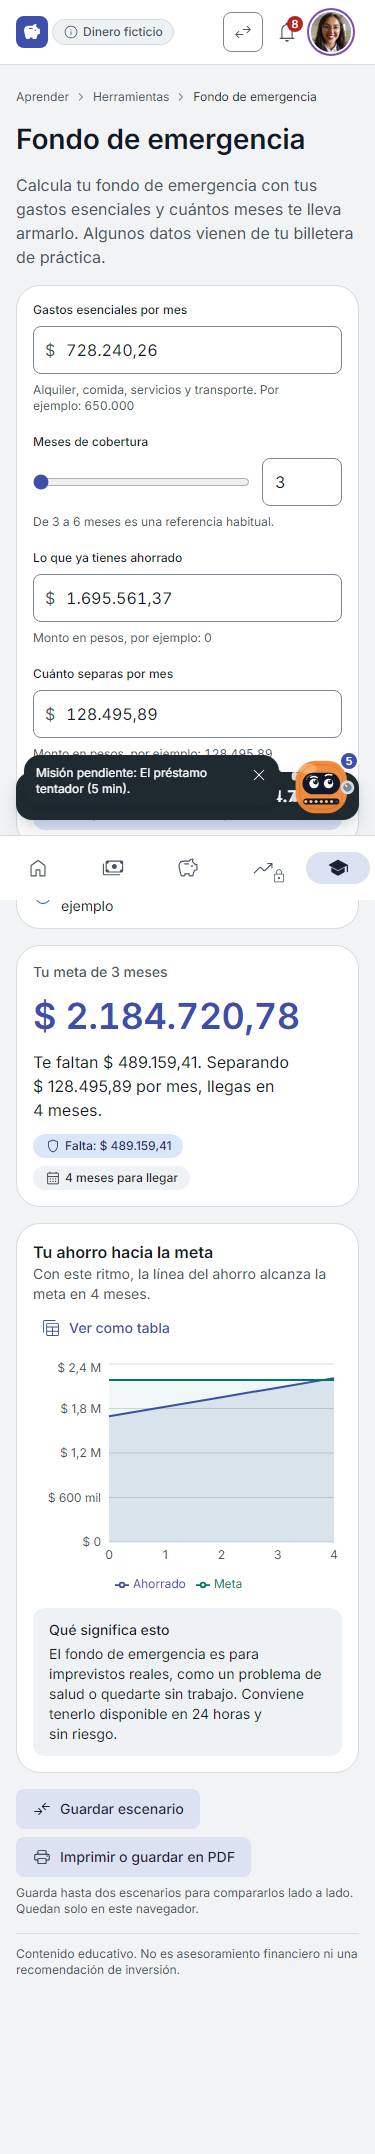 Dinero ficticio
8
Aprender > Herramientas > Fondo de emergencia
Fondo de emergencia
Calcula tu fondo de emergencia con tus
gastos esenciales y cuántos meses te lleva
armarlo. Algunos datos vienen de tu billetera
de práctica.
Gastos esenciales por mes
$ 728.240,26
Alquiler, comida, servicios y transporte. Por
ejemplo: 650.000
Meses de cobertura
3
De 3 a 6 meses es una referencia habitual.
Lo que ya tienes ahorrado
$ 1.695.561,37
Monto en pesos, por ejemplo: 0
Cuánto separas por mes
$ 128.495,89
Monto en pesos, por ejemplo: 128.495,89
Misión pendiente: El préstamo
tentador (5 min).
5
ejemplo
Tu meta de 3 meses
$ 2.184.720,78
Te faltan $ 489.159,41. Separando
$ 128.495,89 por mes, llegas en
4 meses.
Falta: $ 489.159,41
4 meses para llegar
Tu ahorro hacia la meta
Con este ritmo, la línea del ahorro alcanza la
meta en 4 meses.
Ver como tabla
$ 2,4 M
$ 1,8 M
$ 1,2 M
$ 600 mil
$ 0
0 1 2 3 4
Ahorrado Meta
Qué significa esto
El fondo de emergencia es para
imprevistos reales, como un problema de
salud o quedarte sin trabajo. Conviene
tenerlo disponible en 24 horas y
sin riesgo.
Guardar escenario
Imprimir o guardar en PDF
Guarda hasta dos escenarios para compararlos lado a lado.
Quedan solo en este navegador.
Contenido educativo. No es asesoramiento financiero ni una
recomendación de inversión.